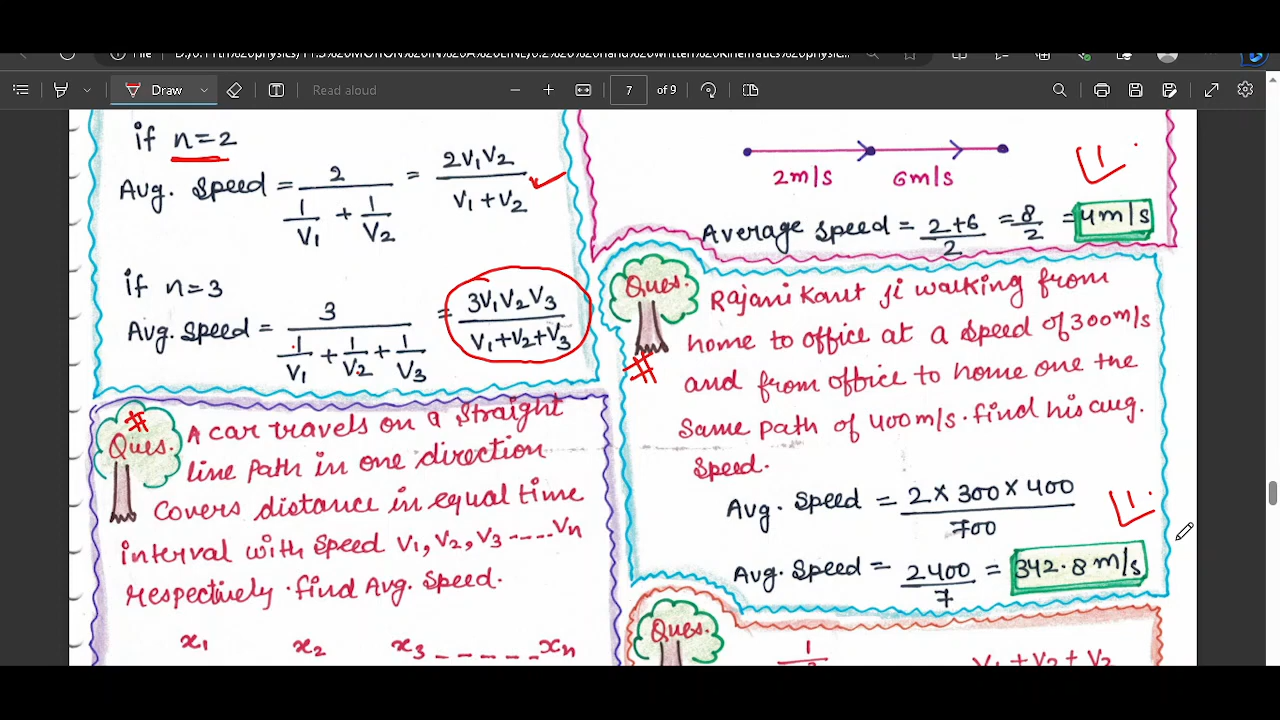 Draw
Read aloud
7 of 9
if n=2
Avg. Speed = 2 / (1/V₁ + 1/V₂) = 2V₁V₂ / V₁+V₂
if n=3
Avg. Speed = 3 / (1/V₁ + 1/V₂ + 1/V₃) = 3V₁V₂V₃ / V₁+V₂+V₃
#
Ques. A car travels on a straight
line path in one direction
Covers distance in equal time
interval with speed V₁, V₂, V₃ ----- Vn
respectively. find Avg. Speed.
x₁ x₂ x₃ ------ xn
2m/s 6m/s
Average speed = 2+6 / 2 = 8/2 = 4m/s
Ques. Rajani Kant ji walking from
#
home to office at a speed of 300m/s
and from office to home one the
Same path of 400m/s. find his aug.
Speed.
Avg. Speed = 2 × 300 × 400 / 700
Avg. Speed = 2400 / 7 = 342.8 m/s
Ques.
V₁ + V₂ + V₃